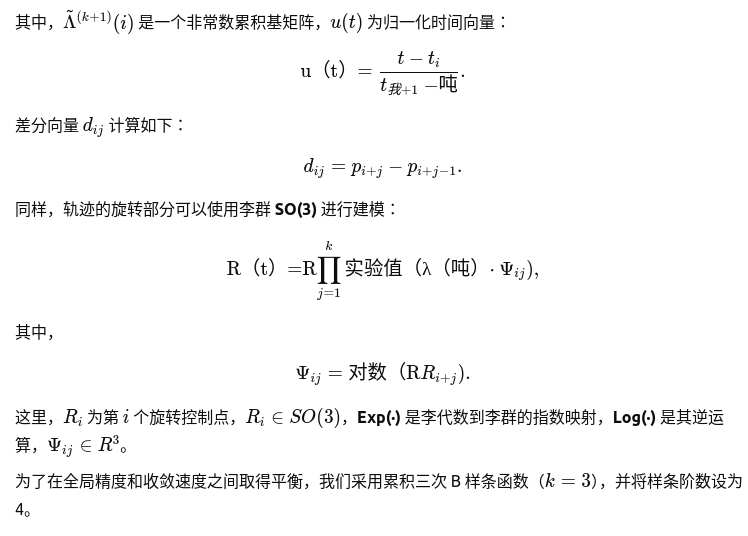 其中，$\tilde{\Lambda}^{(k+1)}(i)$ 是一个非常数累积基矩阵，$u(t)$ 为归一化时间向量：
$$\mathrm{u}（\mathrm{t}）= \frac{t - t_i}{t_{我+1} - 吨}.$$
差分向量 $d_{ij}$ 计算如下：
$$d_{ij} = p_{i+j} - p_{i+j-1}.$$
同样，轨迹的旋转部分可以使用李群 SO(3) 进行建模：
$$\mathrm{R}（\mathrm{t}）=\mathrm{R}\prod_{j=1}^{k} 实验值（\lambda（吨）\cdot \Psi_{ij}),$$
其中，
$$\Psi_{ij} = 对数（\mathrm{R}R_{i+j}).$$
这里，$R_i$ 为第 $i$ 个旋转控制点，$R_i \in SO(3)$，Exp(·) 是李代数到李群的指数映射，Log(·) 是其逆运
算，$\Psi_{ij} \in R^3$。
为了在全局精度和收敛速度之间取得平衡，我们采用累积三次 B 样条函数（$k = 3$），并将样条阶数设为
4。